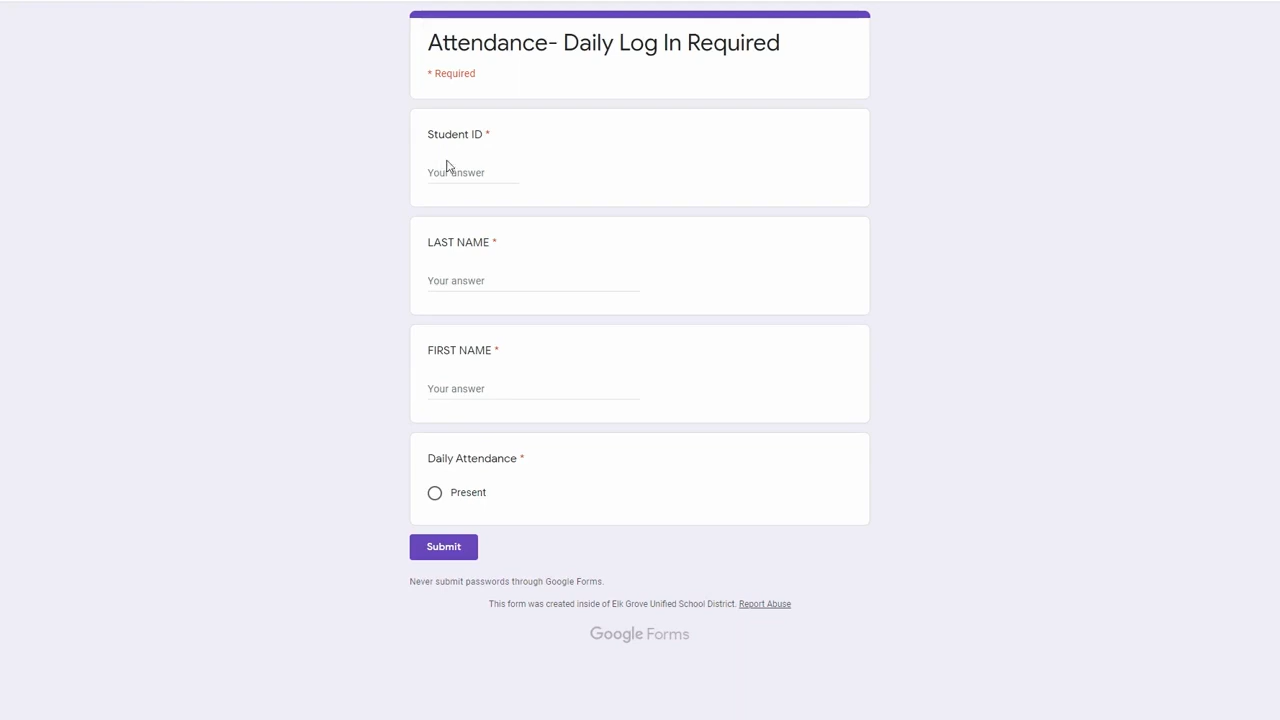 Attendance- Daily Log In Required
* Required
Student ID *
Your answer
LAST NAME *
Your answer
FIRST NAME *
Your answer
Daily Attendance *
Present
Submit
Never submit passwords through Google Forms.
This form was created inside of Elk Grove Unified School District. Report Abuse
Google Forms